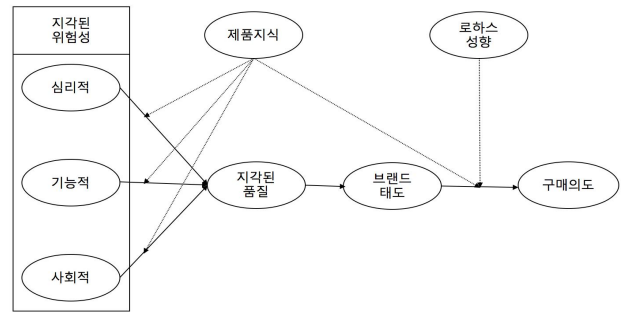 지각된
위험성
제품지식
로하스
성향
심리적
기능적
지각된
품질
브랜드
태도
구매의도
사회적